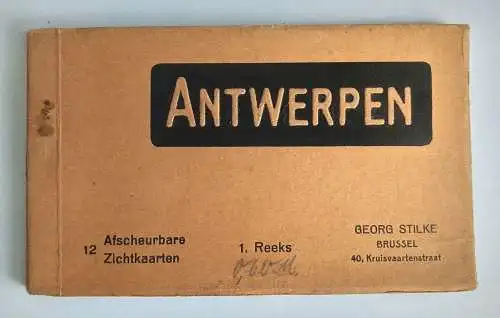 ANTWERPEN
12 Afscheurbare
Zichtkaarten
1. Reeks
GEORG STILKE
BRUSSEL
40, Kruisvaartenstraat